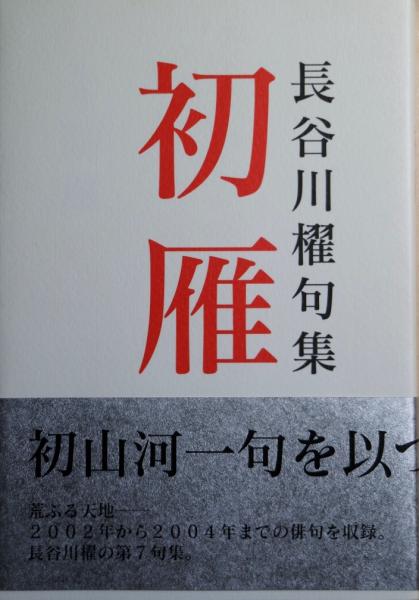 長谷川櫂句集
初雁
初山河一句を以つ
荒ぶる天地――
2002年から2004年までの俳句を収録。
長谷川櫂の第7句集。